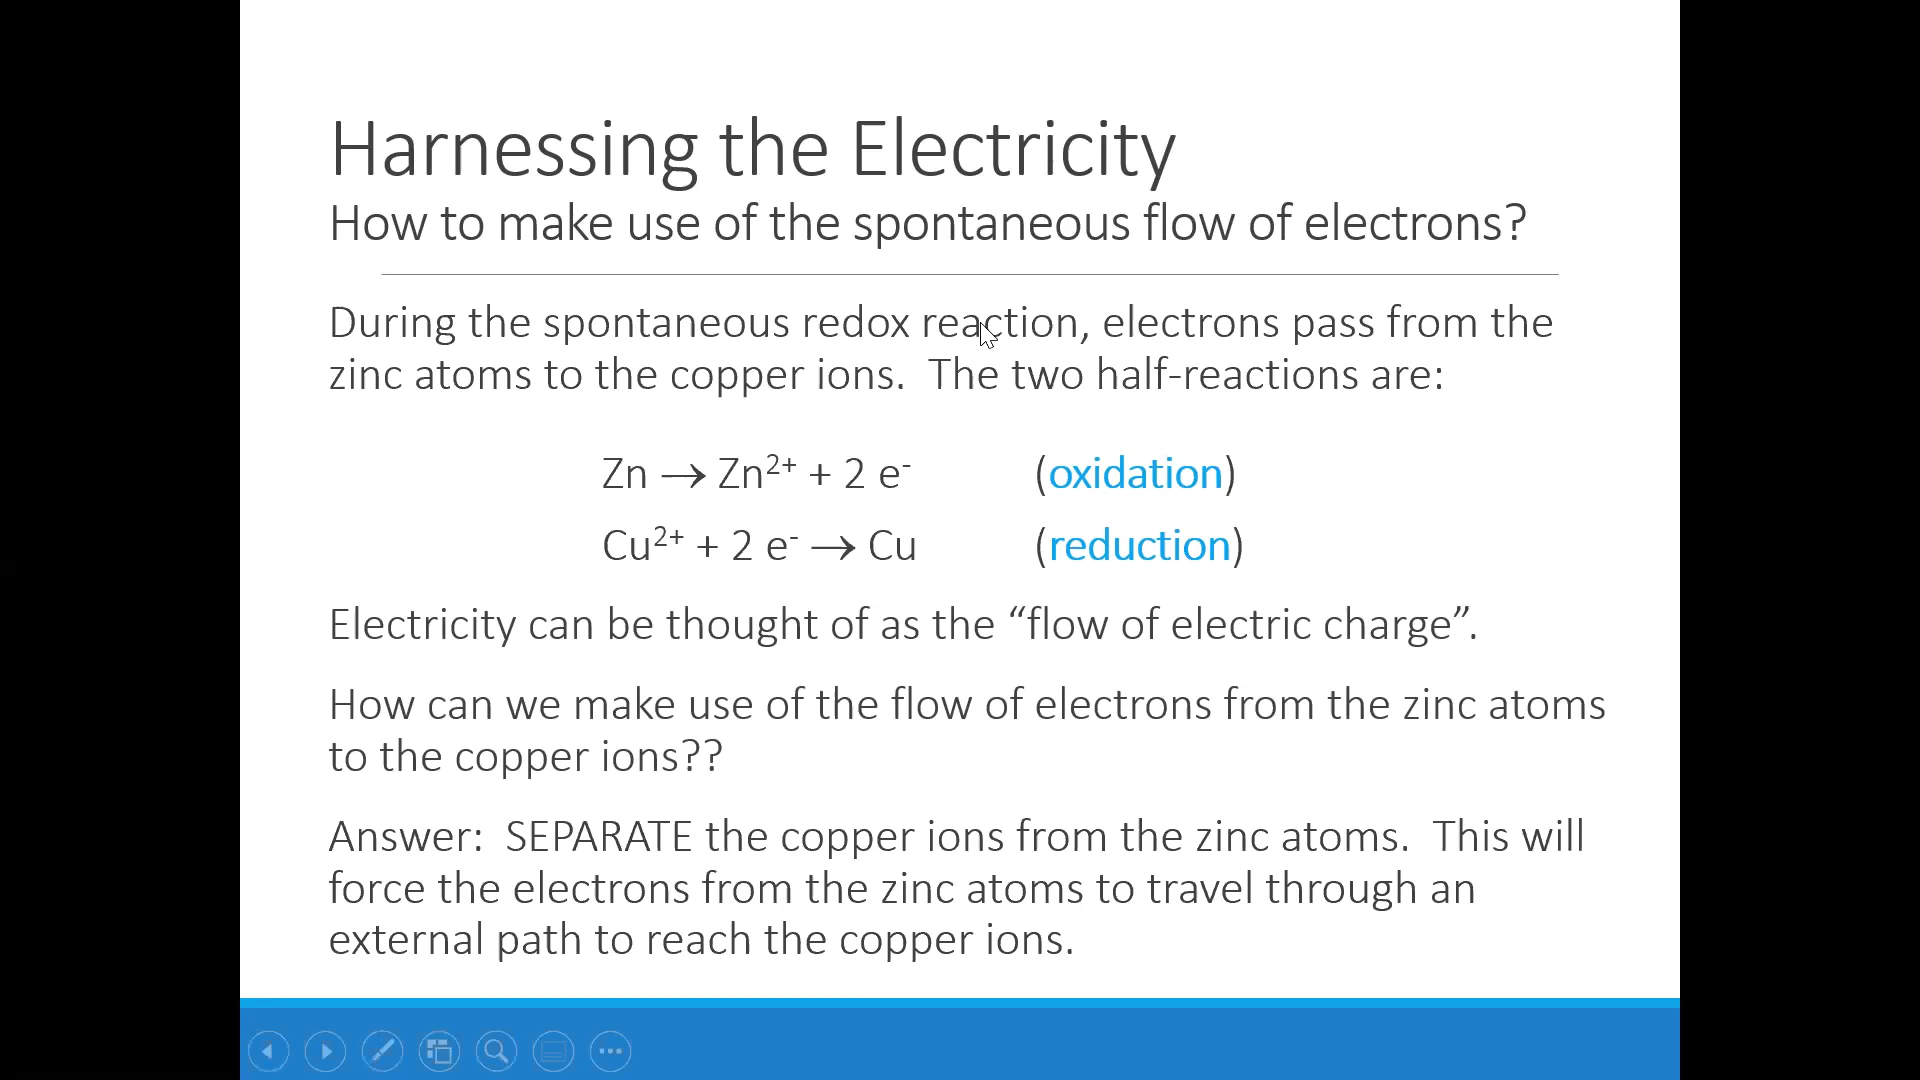 Harnessing the Electricity
How to make use of the spontaneous flow of electrons?
During the spontaneous redox reaction, electrons pass from the
zinc atoms to the copper ions.  The two half-reactions are:
Zn → Zn²⁺ + 2 e⁻ (oxidation)
Cu²⁺ + 2 e⁻ → Cu (reduction)
Electricity can be thought of as the “flow of electric charge”.
How can we make use of the flow of electrons from the zinc atoms
to the copper ions??
Answer:  SEPARATE the copper ions from the zinc atoms.  This will
force the electrons from the zinc atoms to travel through an
external path to reach the copper ions.